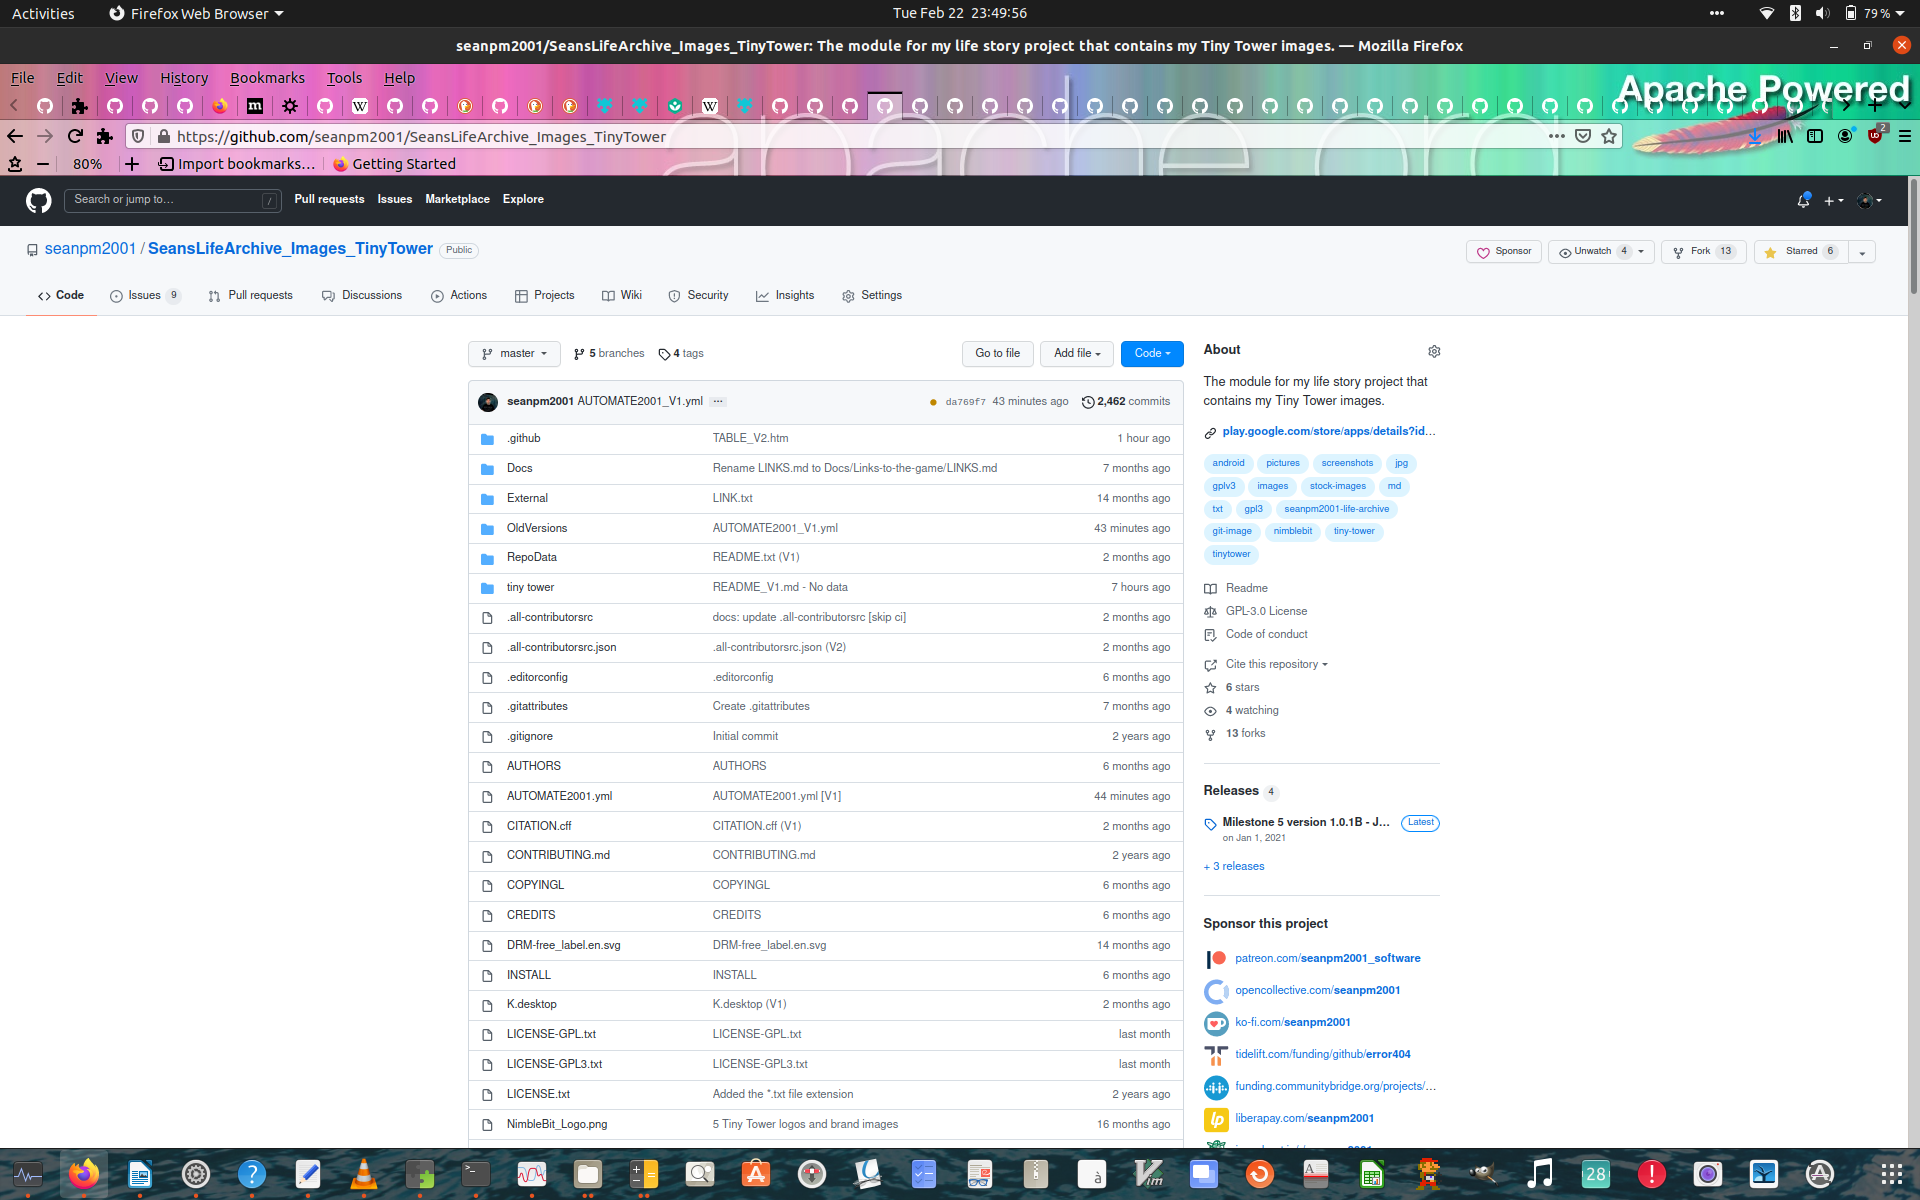 Activities Firefox Web Browser Tue Feb 22 23:49:56 79 %
seanpm2001/SeansLifeArchive_Images_TinyTower: The module for my life story project that contains my Tiny Tower images. — Mozilla Firefox
File Edit View History Bookmarks Tools Help
Apache Powered
https://github.com/seanpm2001/SeansLifeArchive_Images_TinyTower 2
80% Import bookmarks… Getting Started
apache.org
Search or jump to… / Pull requests Issues Marketplace Explore
seanpm2001 / SeansLifeArchive_Images_TinyTower Public Sponsor Unwatch 4 Fork 13 Starred 6
Code Issues 9 Pull requests Discussions Actions Projects Wiki Security Insights Settings
master 5 branches 4 tags Go to file Add file Code
seanpm2001 AUTOMATE2001_V1.yml … da769f7 43 minutes ago 2,462 commits
.github TABLE_V2.htm 1 hour ago
Docs Rename LINKS.md to Docs/Links-to-the-game/LINKS.md 7 months ago
External LINK.txt 14 months ago
OldVersions AUTOMATE2001_V1.yml 43 minutes ago
RepoData README.txt (V1) 2 months ago
tiny tower README_V1.md - No data 7 hours ago
.all-contributorsrc docs: update .all-contributorsrc [skip ci] 2 months ago
.all-contributorsrc.json .all-contributorsrc.json (V2) 2 months ago
.editorconfig .editorconfig 6 months ago
.gitattributes Create .gitattributes 7 months ago
.gitignore Initial commit 2 years ago
AUTHORS AUTHORS 6 months ago
AUTOMATE2001.yml AUTOMATE2001.yml [V1] 44 minutes ago
CITATION.cff CITATION.cff (V1) 2 months ago
CONTRIBUTING.md CONTRIBUTING.md 2 years ago
COPYINGL COPYINGL 6 months ago
CREDITS CREDITS 6 months ago
DRM-free_label.en.svg DRM-free_label.en.svg 14 months ago
INSTALL INSTALL 6 months ago
K.desktop K.desktop (V1) 2 months ago
LICENSE-GPL.txt LICENSE-GPL.txt last month
LICENSE-GPL3.txt LICENSE-GPL3.txt last month
LICENSE.txt Added the *.txt file extension 2 years ago
NimbleBit_Logo.png 5 Tiny Tower logos and brand images 16 months ago
About
The module for my life story project that
contains my Tiny Tower images.
play.google.com/store/apps/details?id…
android pictures screenshots jpg
gplv3 images stock-images md
txt gpl3 seanpm2001-life-archive
git-image nimblebit tiny-tower
tinytower
Readme
GPL-3.0 License
Code of conduct
Cite this repository
6 stars
4 watching
13 forks
Releases 4
Milestone 5 version 1.0.1B - J… Latest
on Jan 1, 2021
+ 3 releases
Sponsor this project
patreon.com/seanpm2001_software
opencollective.com/seanpm2001
ko-fi.com/seanpm2001
tidelift.com/funding/github/error404
funding.communitybridge.org/projects/…
liberapay.com/seanpm2001
28